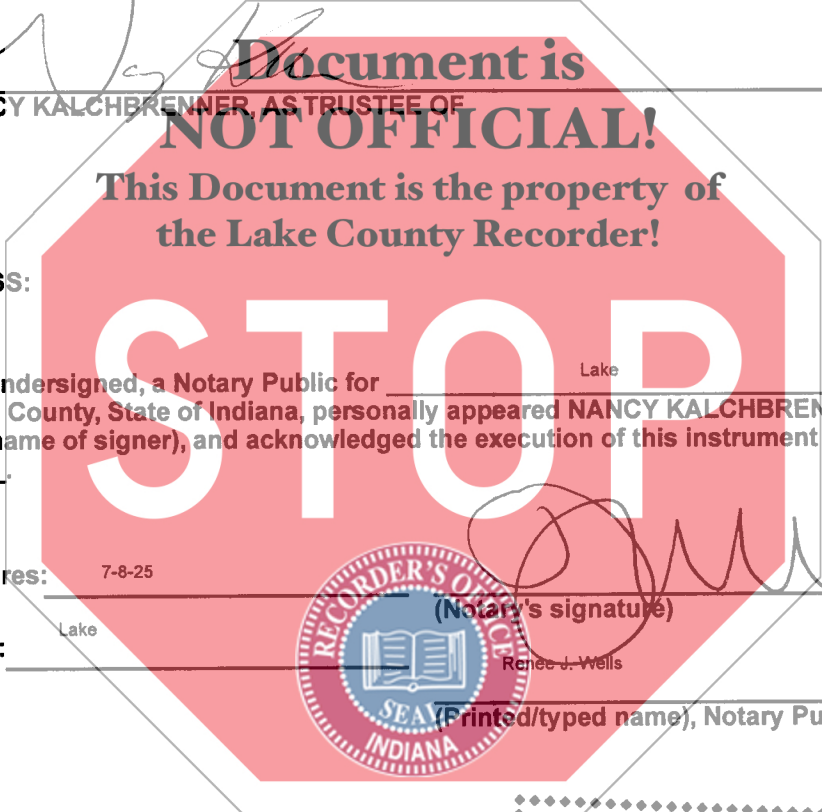 Document is
CY KALCHBRENNER, AS TRUSTEE OF
NOT OFFICIAL!
This Document is the property of
the Lake County Recorder!
SS:
STOP
ndersigned, a Notary Public for Lake
County, State of Indiana, personally appeared NANCY KALCHBREN
name of signer), and acknowledged the execution of this instrument
res: 7-8-25
(Notary's signature)
Lake
Renee J. Wells
(Printed/typed name), Notary Pu
RECORDER'S OFFICE
SEAL
INDIANA